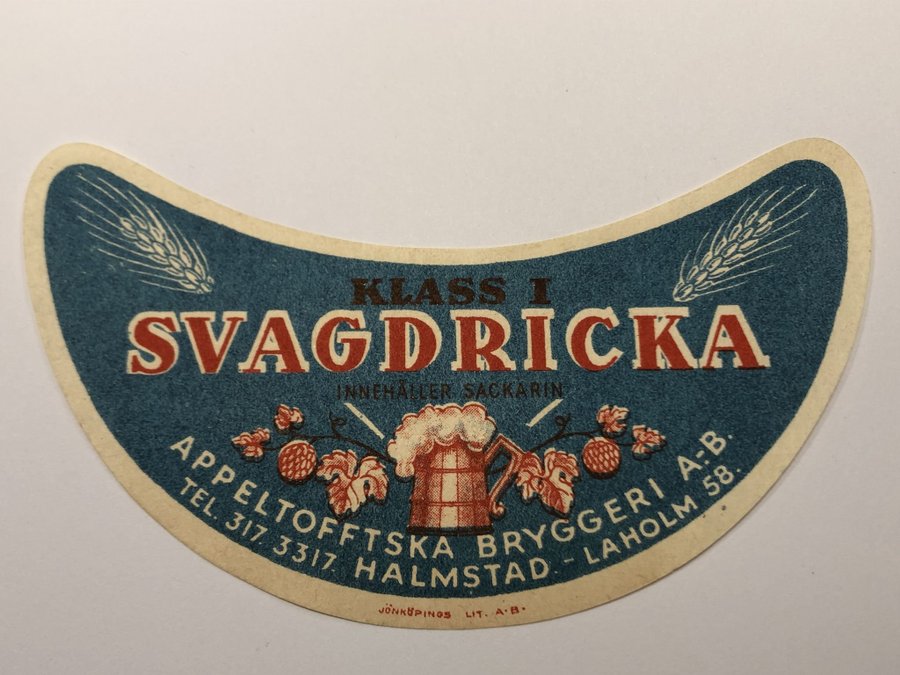 KLASS I
SVAGDRICKA
INNEHÅLLER SACKARIN
APPELTOFFTSKA BRYGGERI A-B.
TEL. 317, 3317. HALMSTAD - LAHOLM 58.
JÖNKÖPINGS LIT. A.B.